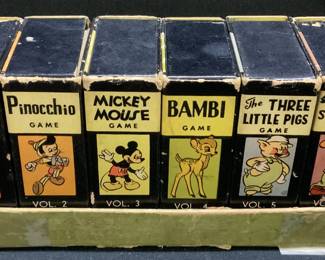 Pinocchio
GAME
VOL. 2
MICKEY
MOUSE
GAME
VOL. 3
BAMBI
GAME
VOL. 4
The THREE
LITTLE PIGS
GAME
VOL. 5